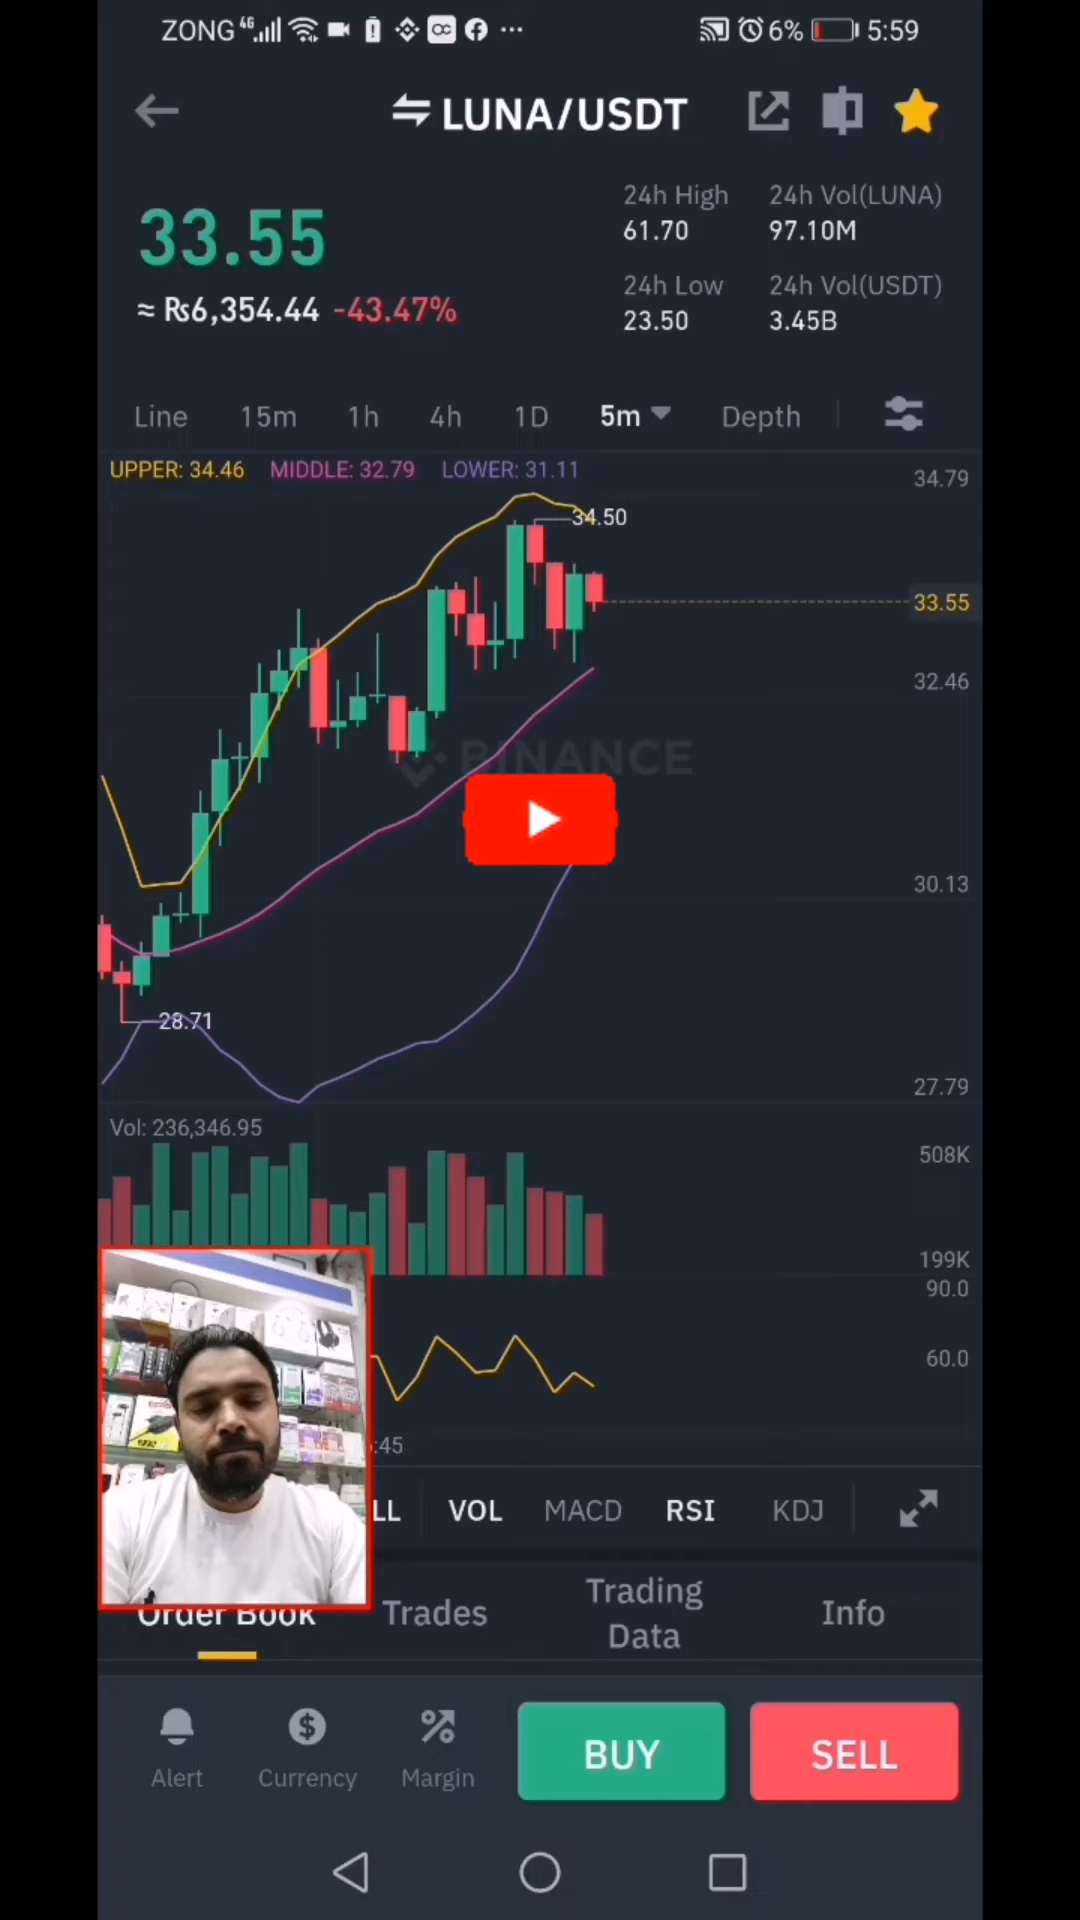 ZONG 4G 6% 5:59
LUNA/USDT
33.55
≈ ₨6,354.44 -43.47%
24h High 24h Vol(LUNA)
61.70 97.10M
24h Low 24h Vol(USDT)
23.50 3.45B
Line 15m 1h 4h 1D 5m Depth
UPPER: 34.46 MIDDLE: 32.79 LOWER: 31.11
34.79
34.50
33.55
32.46
BINANCE
30.13
28.71
27.79
Vol: 236,346.95
508K
199K
90.0
60.0
:45
LL VOL MACD RSI KDJ
Order Book Trades Trading Data Info
Alert Currency Margin BUY SELL